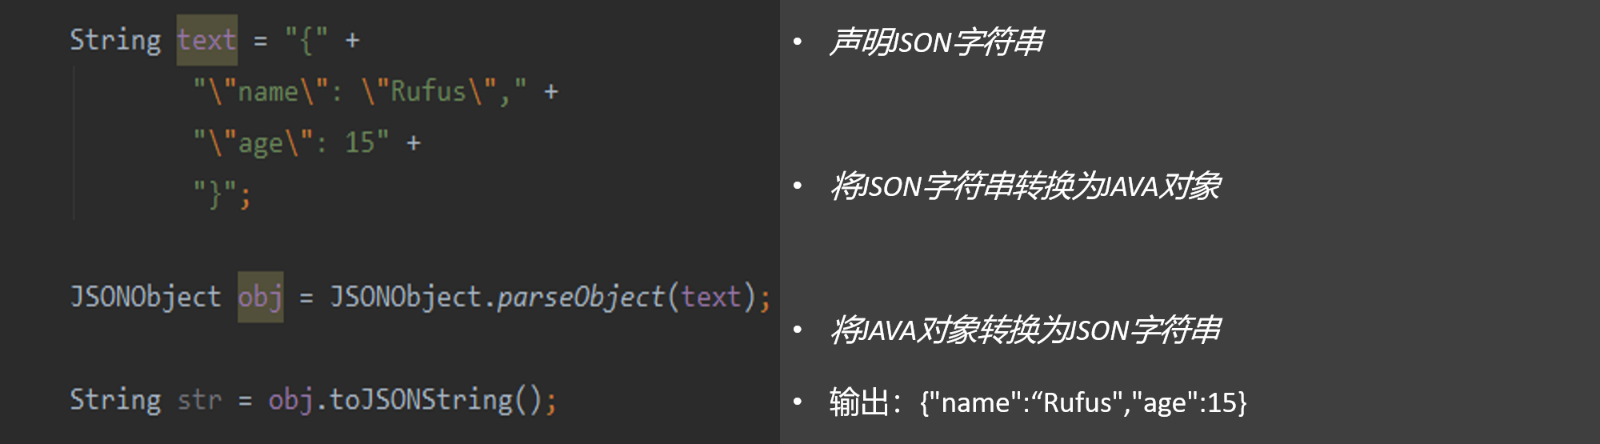 String text = "{" +
"\"name\": \"Rufus\"," +
"\"age\": 15" +
"}";
JSONObject obj = JSONObject.parseObject(text);
String str = obj.toJSONString();
• 声明JSON字符串
• 将JSON字符串转换为JAVA对象
• 将JAVA对象转换为JSON字符串
• 输出：{"name":“Rufus","age":15}